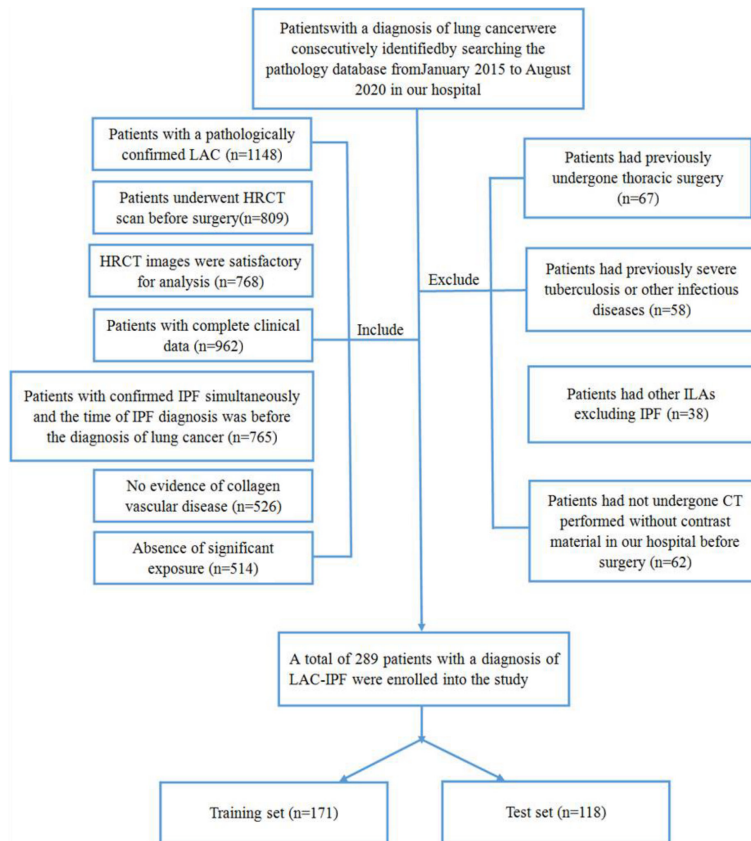 Patientswith a diagnosis of lung cancerwere
consecutively identifiedby searching the
pathology database fromJanuary 2015 to August
2020 in our hospital
Patients with a pathologically
confirmed LAC (n=1148)
Patients underwent HRCT
scan before surgery(n=809)
HRCT images were satisfactory
for analysis (n=768)
Patients with complete clinical
data (n=962)
Patients with confirmed IPF simultaneously
and the time of IPF diagnosis was before
the diagnosis of lung cancer (n=765)
No evidence of collagen
vascular disease (n=526)
Absence of significant
exposure (n=514)
Include
Exclude
Patients had previously
undergone thoracic surgery
(n=67)
Patients had previously severe
tuberculosis or other infectious
diseases (n=58)
Patients had other ILAs
excluding IPF (n=38)
Patients had not undergone CT
performed without contrast
material in our hospital before
surgery (n=62)
A total of 289 patients with a diagnosis of
LAC-IPF were enrolled into the study
Training set (n=171)
Test set (n=118)